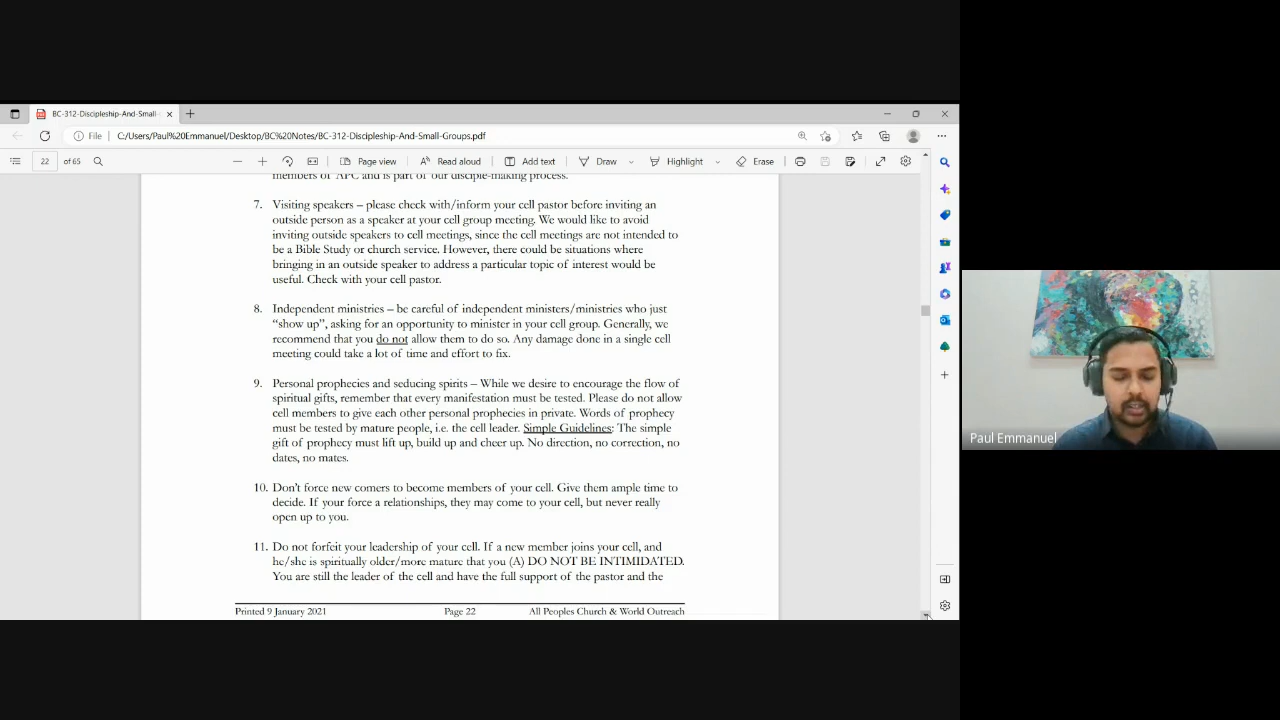 BC-312-Discipleship-And-Small-
File
C:/Users/Paul%20Emmanuel/Desktop/BC%20Notes/BC-312-Discipleship-And-Small-Groups.pdf
22 of 65
Page view
Read aloud
Add text
Draw
Highlight
Erase
members of APC and is part of our disciple-making process.
7. Visiting speakers – please check with/inform your cell pastor before inviting an
outside person as a speaker at your cell group meeting. We would like to avoid
inviting outside speakers to cell meetings, since the cell meetings are not intended to
be a Bible Study or church service. However, there could be situations where
bringing in an outside speaker to address a particular topic of interest would be
useful. Check with your cell pastor.
8. Independent ministries – be careful of independent ministers/ministries who just
“show up”, asking for an opportunity to minister in your cell group. Generally, we
recommend that you do not allow them to do so. Any damage done in a single cell
meeting could take a lot of time and effort to fix.
9. Personal prophecies and seducing spirits – While we desire to encourage the flow of
spiritual gifts, remember that every manifestation must be tested. Please do not allow
cell members to give each other personal prophecies in private. Words of prophecy
must be tested by mature people, i.e. the cell leader. Simple Guidelines: The simple
gift of prophecy must lift up, build up and cheer up. No direction, no correction, no
dates, no mates.
10. Don’t force new comers to become members of your cell. Give them ample time to
decide. If your force a relationships, they may come to your cell, but never really
open up to you.
11. Do not forfeit your leadership of your cell. If a new member joins your cell, and
he/she is spiritually older/more mature that you (A) DO NOT BE INTIMIDATED.
You are still the leader of the cell and have the full support of the pastor and the
Printed 9 January 2021
Page 22
All Peoples Church & World Outreach
Paul Emmanuel